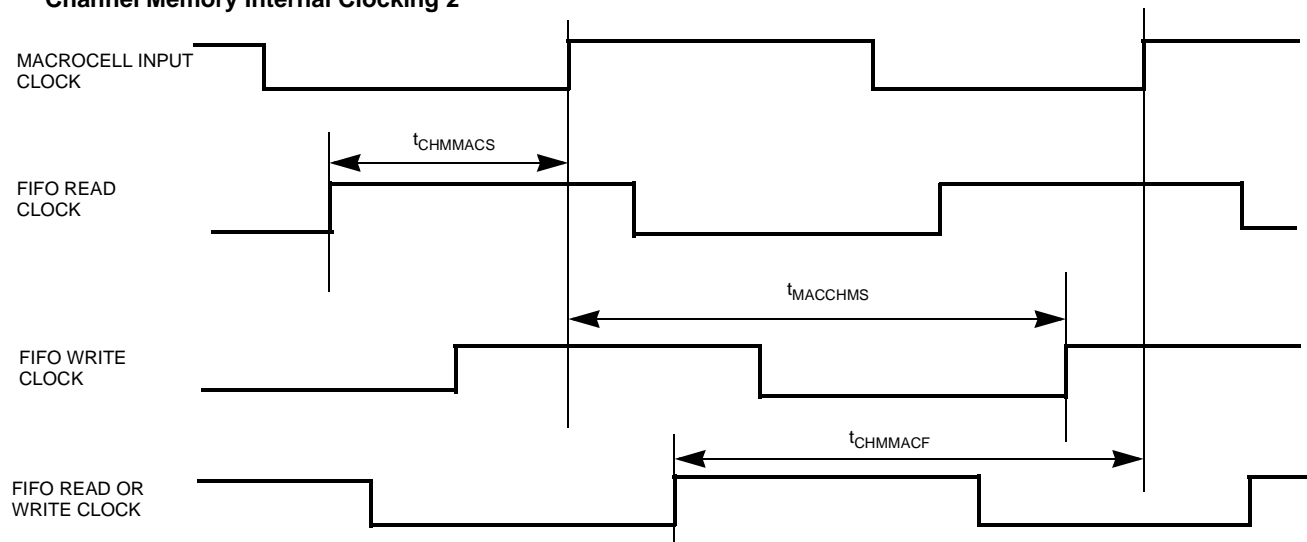 Channel Memory Internal Clocking 2
MACROCELL INPUT
CLOCK
tCHMMACS
FIFO READ
CLOCK
tMACCHMS
FIFO WRITE
CLOCK
tCHMMACF
FIFO READ OR
WRITE CLOCK